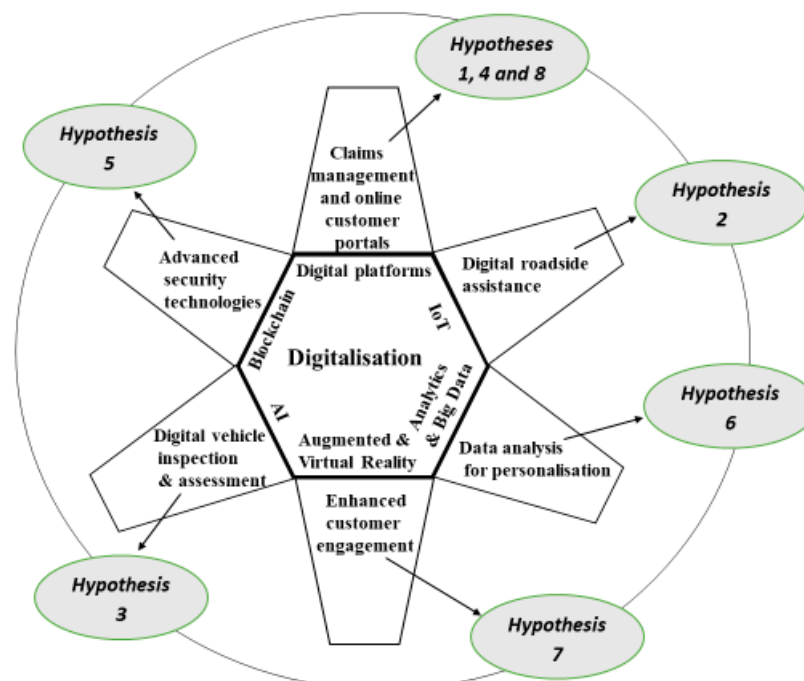 Hypotheses
1, 4 and 8
Hypothesis
5
Claims
management
and online
customer
portals
Hypothesis
2
Advanced
security
technologies
Digital platforms
Digital roadside
assistance
Blockchain
IoT
Digitalisation
AI
Analytics
& Big Data
Augmented &
Virtual Reality
Digital vehicle
inspection
& assessment
Data analysis
for personalisation
Hypothesis
6
Enhanced
customer
engagement
Hypothesis
3
Hypothesis
7